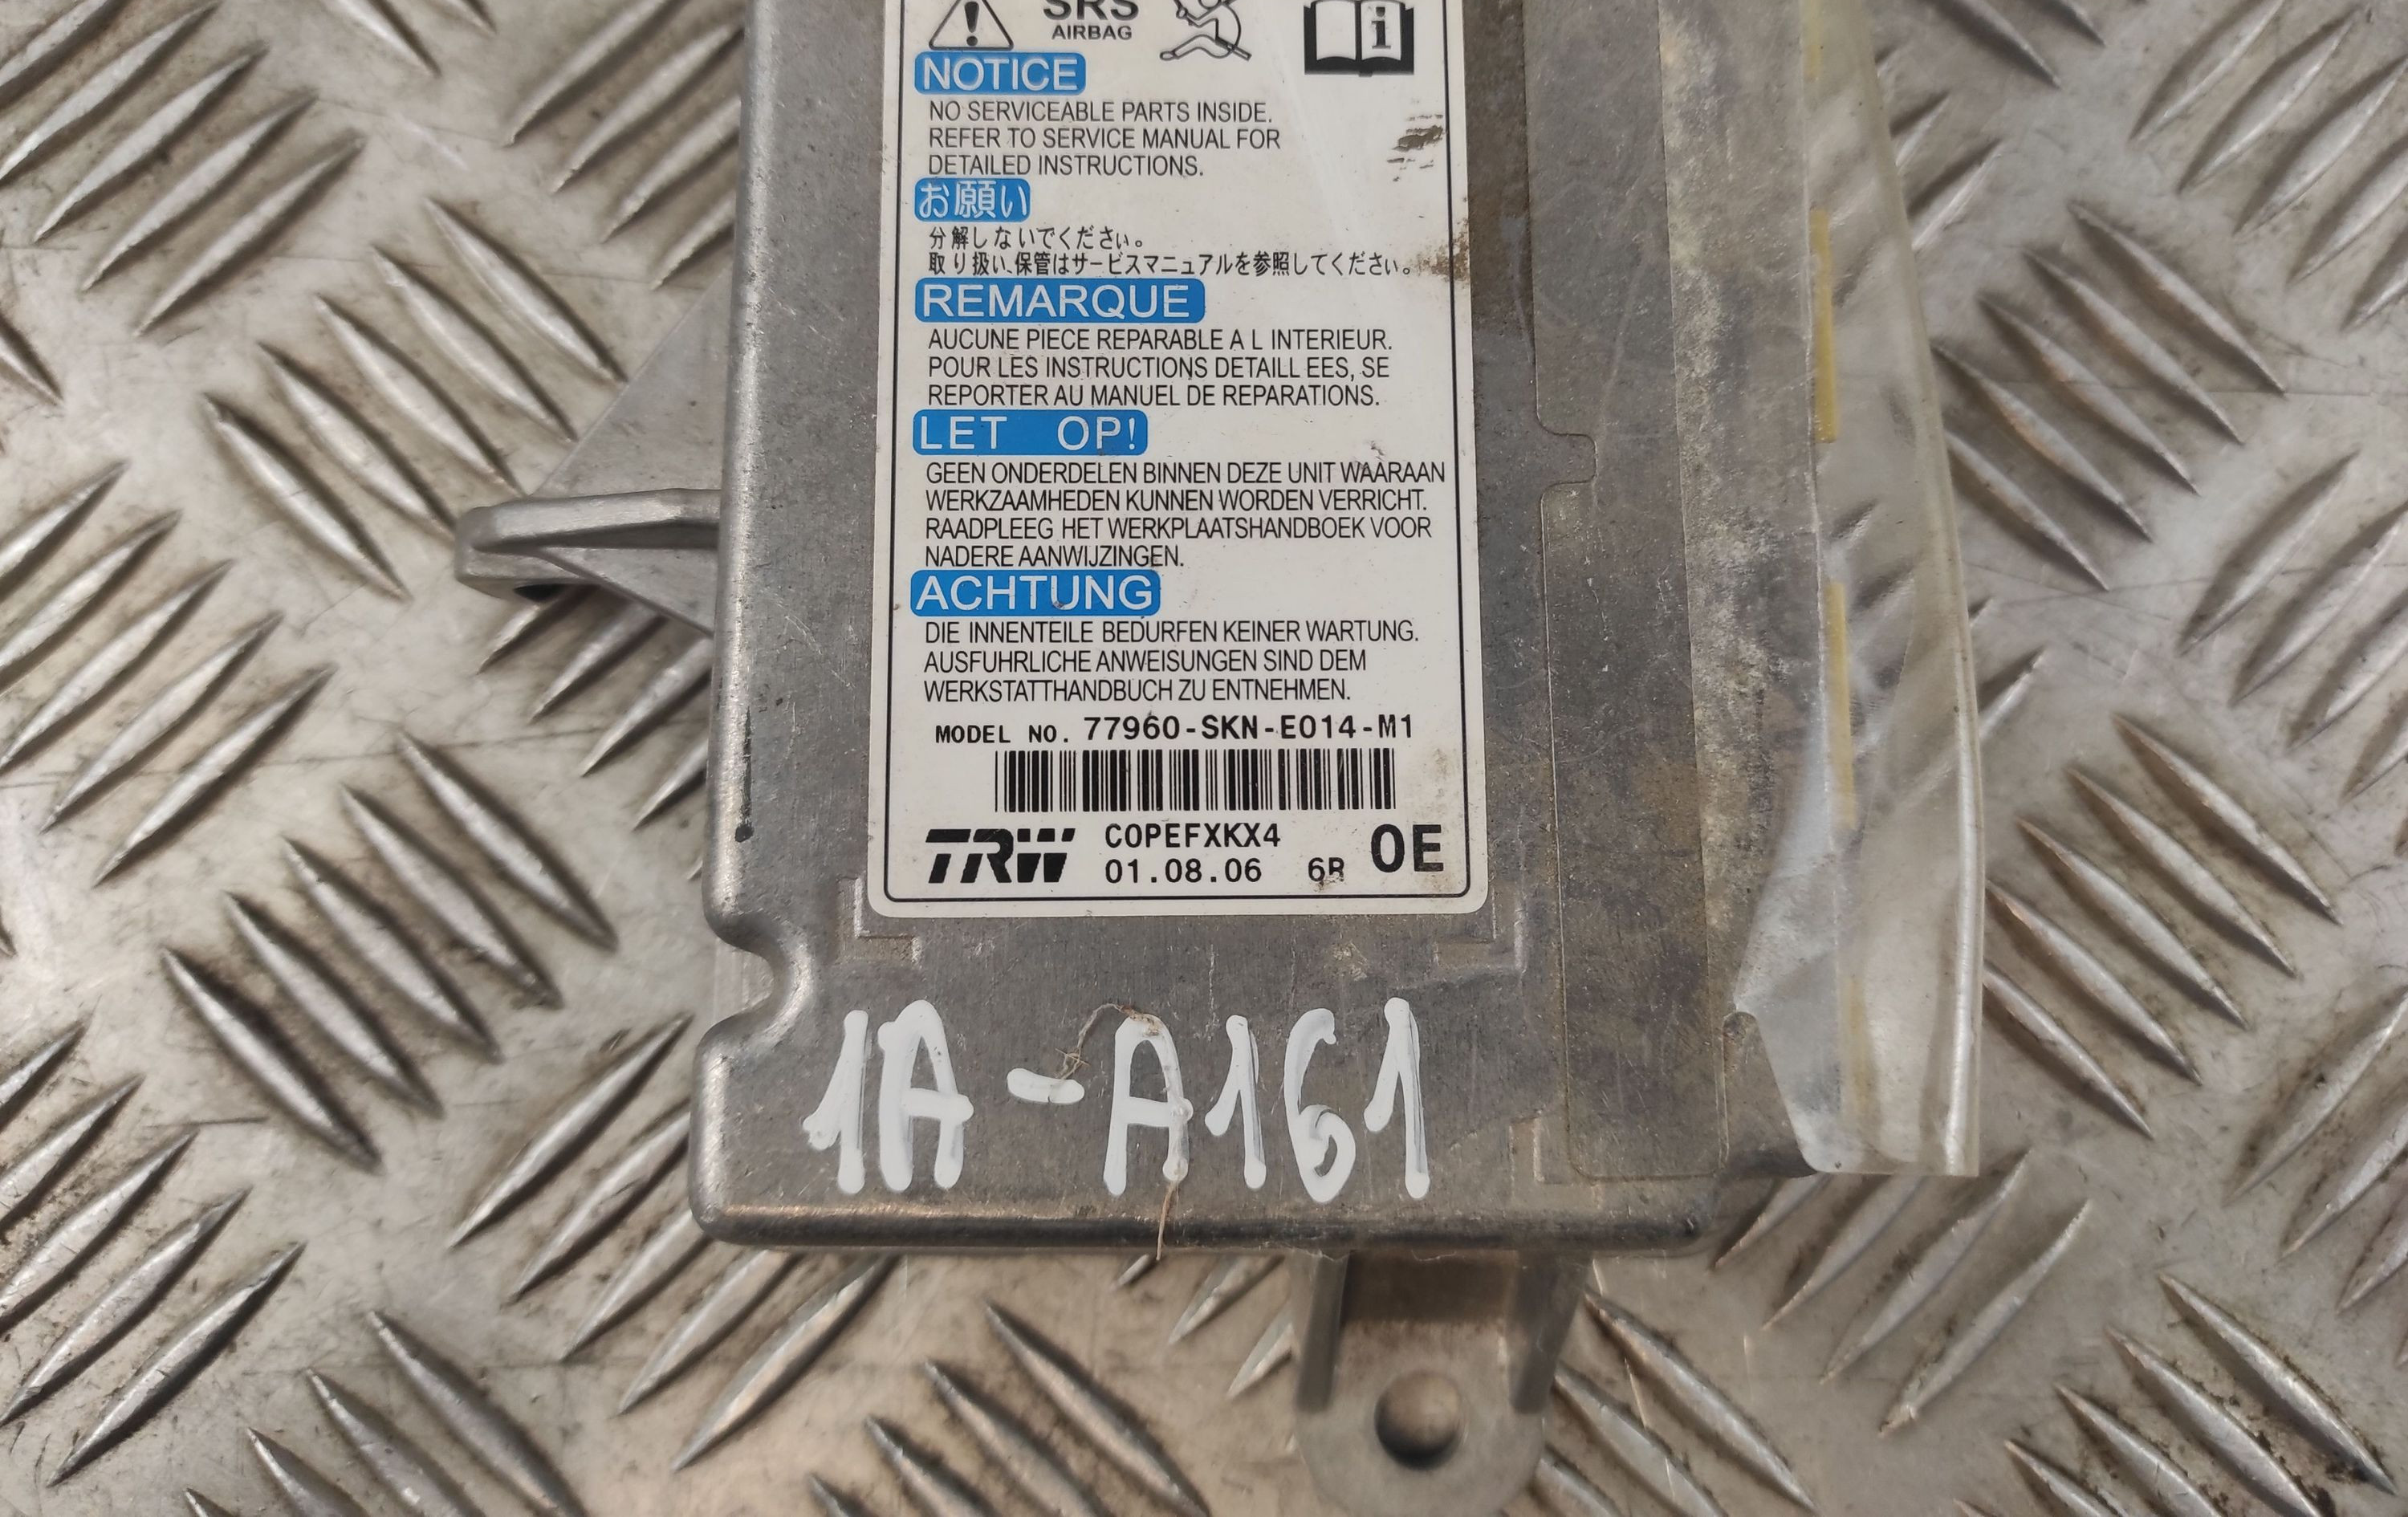 SRS
AIRBAG
i
NOTICE
NO SERVICEABLE PARTS INSIDE.
REFER TO SERVICE MANUAL FOR
DETAILED INSTRUCTIONS.
お願い
分解しないでください。
取り扱い、保管はサービスマニュアルを参照してください。
REMARQUE
AUCUNE PIECE REPARABLE A L INTERIEUR.
POUR LES INSTRUCTIONS DETAILL EES, SE
REPORTER AU MANUEL DE REPARATIONS.
LET OP!
GEEN ONDERDELEN BINNEN DEZE UNIT WAARAAN
WERKZAAMHEDEN KUNNEN WORDEN VERRICHT.
RAADPLEEG HET WERKPLAATSHANDBOEK VOOR
NADERE AANWIJZINGEN.
ACHTUNG
DIE INNENTEILE BEDURFEN KEINER WARTUNG.
AUSFUHRLICHE ANWEISUNGEN SIND DEM
WERKSTATTHANDBUCH ZU ENTNEHMEN.
MODEL NO. 77960-SKN-E014-M1
TRW C0PEFXKX4 0E
01.08.06
1A-A161